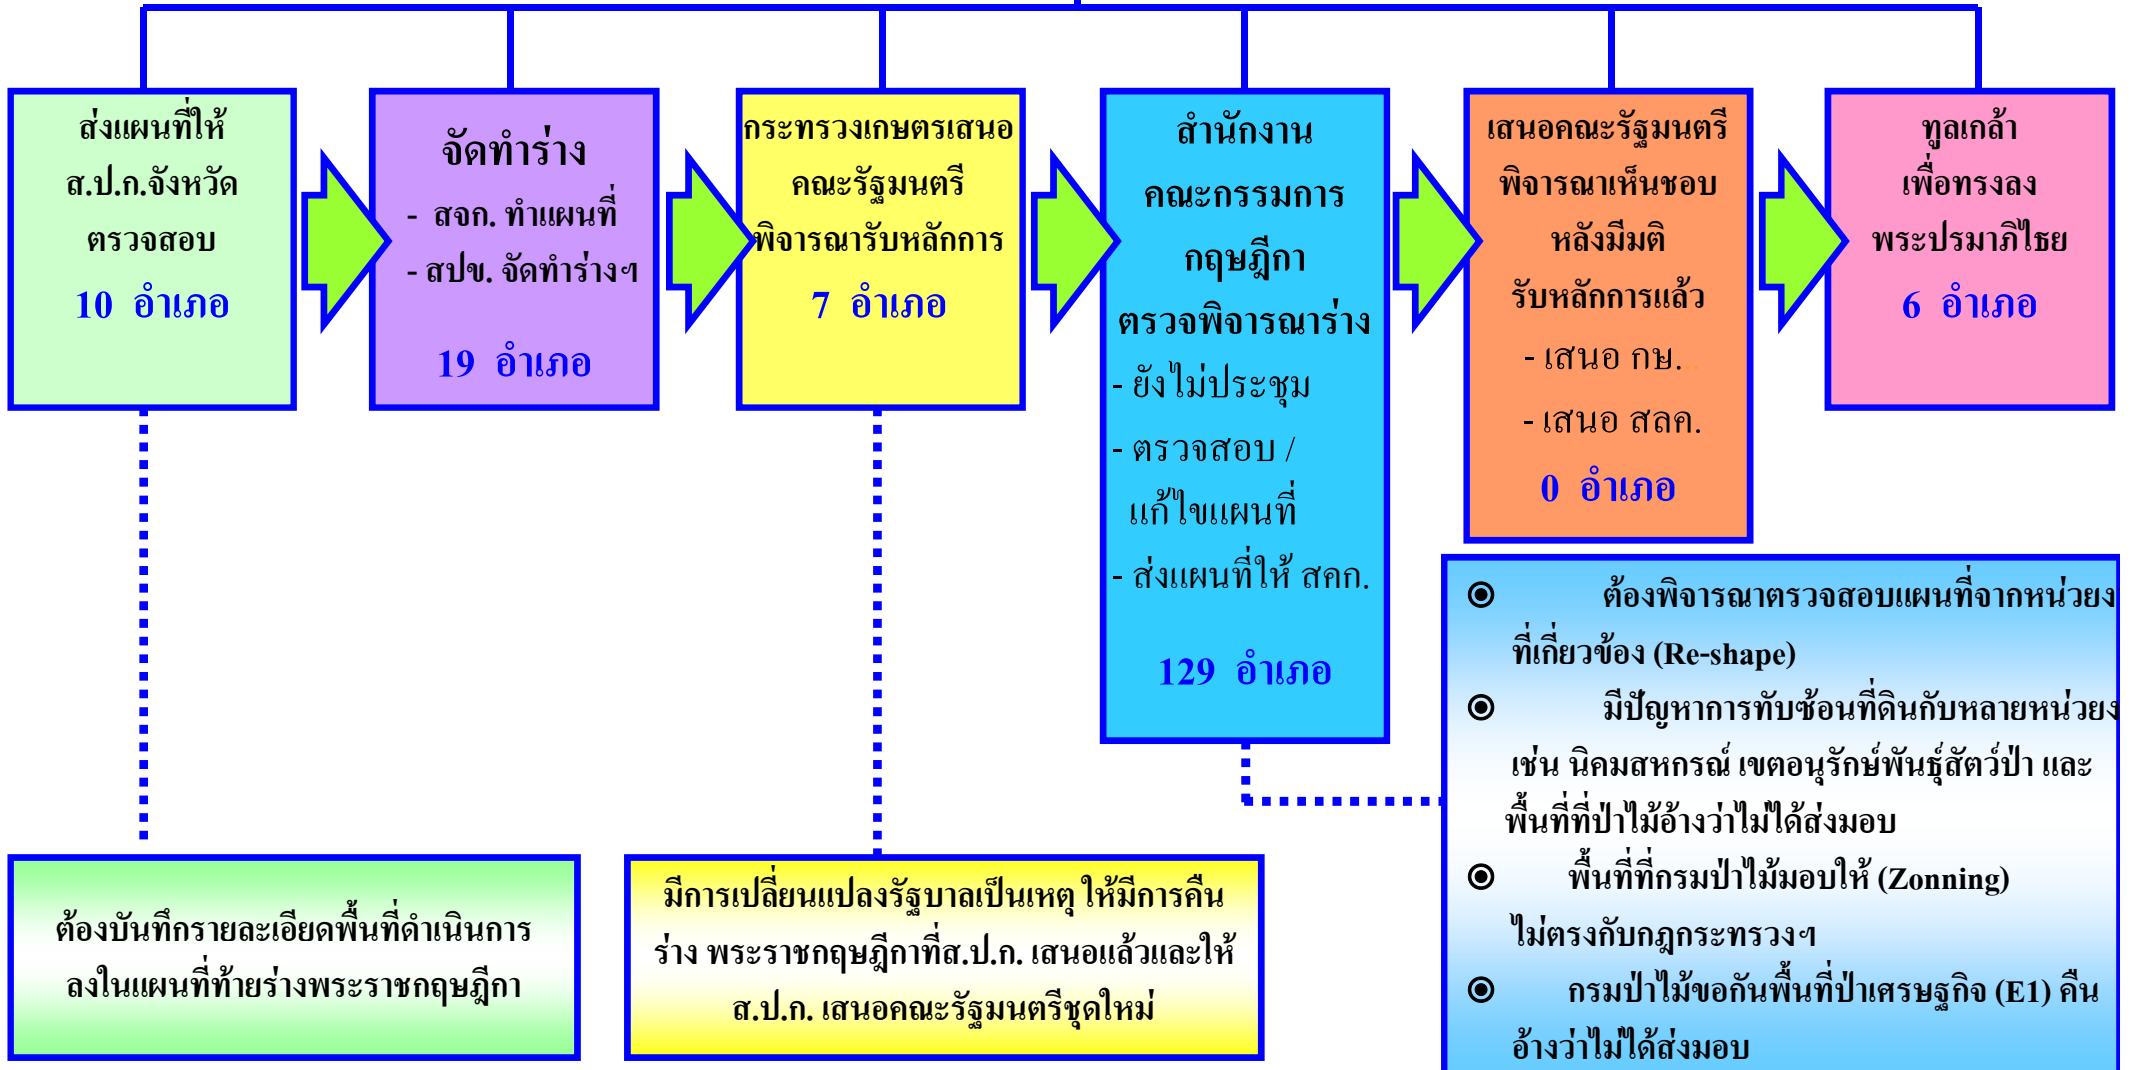 ส่งแผนที่ให้
ส.ป.ก.จังหวัด
ตรวจสอบ
10 อำเภอ
จัดทำร่าง
- สจก. ทำแผนที่
- สปข. จัดทำร่างฯ
19 อำเภอ
กระทรวงเกษตรเสนอ
คณะรัฐมนตรี
พิจารณารับหลักการ
7 อำเภอ
สำนักงาน
คณะกรรมการ
กฤษฎีกา
ตรวจพิจารณาร่าง
- ยังไม่ประชุม
- ตรวจสอบ /
แก้ไขแผนที่
- ส่งแผนที่ให้ สคก.
129 อำเภอ
เสนอคณะรัฐมนตรี
พิจารณาเห็นชอบ
หลังมีมติ
รับหลักการแล้ว
- เสนอ กษ.
- เสนอ สลค.
0 อำเภอ
ทูลเกล้า
เพื่อทรงลง
พระปรมาภิไธย
6 อำเภอ
ต้องบันทึกรายละเอียดพื้นที่ดำเนินการ
ลงในแผนที่ท้ายร่างพระราชกฤษฎีกา
มีการเปลี่ยนแปลงรัฐบาลเป็นเหตุ ให้มีการคืน
ร่าง พระราชกฤษฎีกาที่ส.ป.ก. เสนอแล้วและให้
ส.ป.ก. เสนอคณะรัฐมนตรีชุดใหม่
๏ ต้องพิจารณาตรวจสอบแผนที่จากหน่วยง
ที่เกี่ยวข้อง (Re-shape)
๏ มีปัญหาการทับซ้อนที่ดินกับหลายหน่วยง
เช่น นิคมสหกรณ์ เขตอนุรักษ์พันธุ์สัตว์ป่า และ
พื้นที่ที่ป่าไม้อ้างว่าไม่ได้ส่งมอบ
๏ พื้นที่ที่กรมป่าไม้มอบให้ (Zonning)
ไม่ตรงกับกฎกระทรวงฯ
๏ กรมป่าไม้ขอกันพื้นที่ป่าเศรษฐกิจ (E1) คืน
อ้างว่าไม่ได้ส่งมอบ